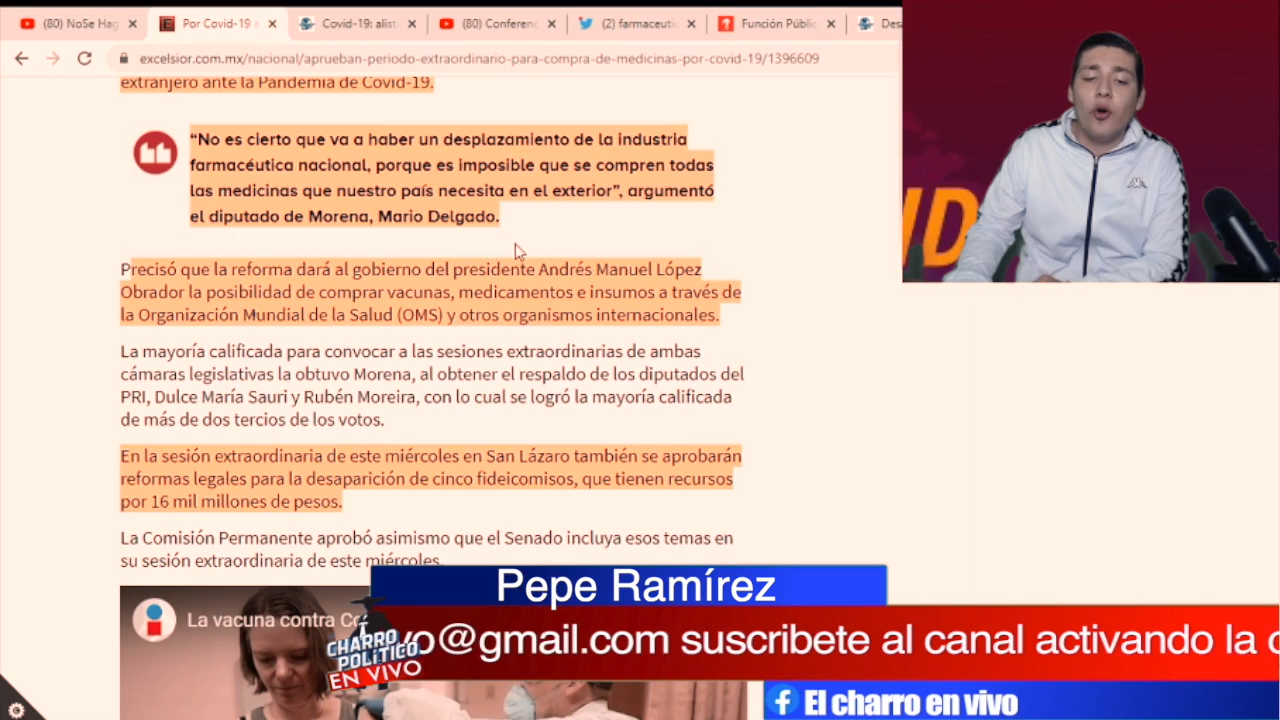 (80) NoSe Hag
Por Covid-19 a
Covid-19: alist
(80) Conferenc
(2) farmaceuti
Función Públic
Des
excelsior.com.mx/nacional/aprueban-periodo-extraordinario-para-compra-de-medicinas-por-covid-19/1396609
extranjero ante la Pandemia de Covid-19.
“No es cierto que va a haber un desplazamiento de la industria
farmacéutica nacional, porque es imposible que se compren todas
las medicinas que nuestro país necesita en el exterior”, argumentó
el diputado de Morena, Mario Delgado.
Precisó que la reforma dará al gobierno del presidente Andrés Manuel López
Obrador la posibilidad de comprar vacunas, medicamentos e insumos a través de
la Organización Mundial de la Salud (OMS) y otros organismos internacionales.
La mayoría calificada para convocar a las sesiones extraordinarias de ambas
cámaras legislativas la obtuvo Morena, al obtener el respaldo de los diputados del
PRI, Dulce María Sauri y Rubén Moreira, con lo cual se logró la mayoría calificada
de más de dos tercios de los votos.
En la sesión extraordinaria de este miércoles en San Lázaro también se aprobarán
reformas legales para la desaparición de cinco fideicomisos, que tienen recursos
por 16 mil millones de pesos.
La Comisión Permanente aprobó asimismo que el Senado incluya esos temas en
su sesión extraordinaria de este miércoles.
La vacuna contra Co
Pepe Ramírez
vo@gmail.com suscribete al canal activando la c
CHARRO
POLÍTICO
EN VIVO
El charro en vivo